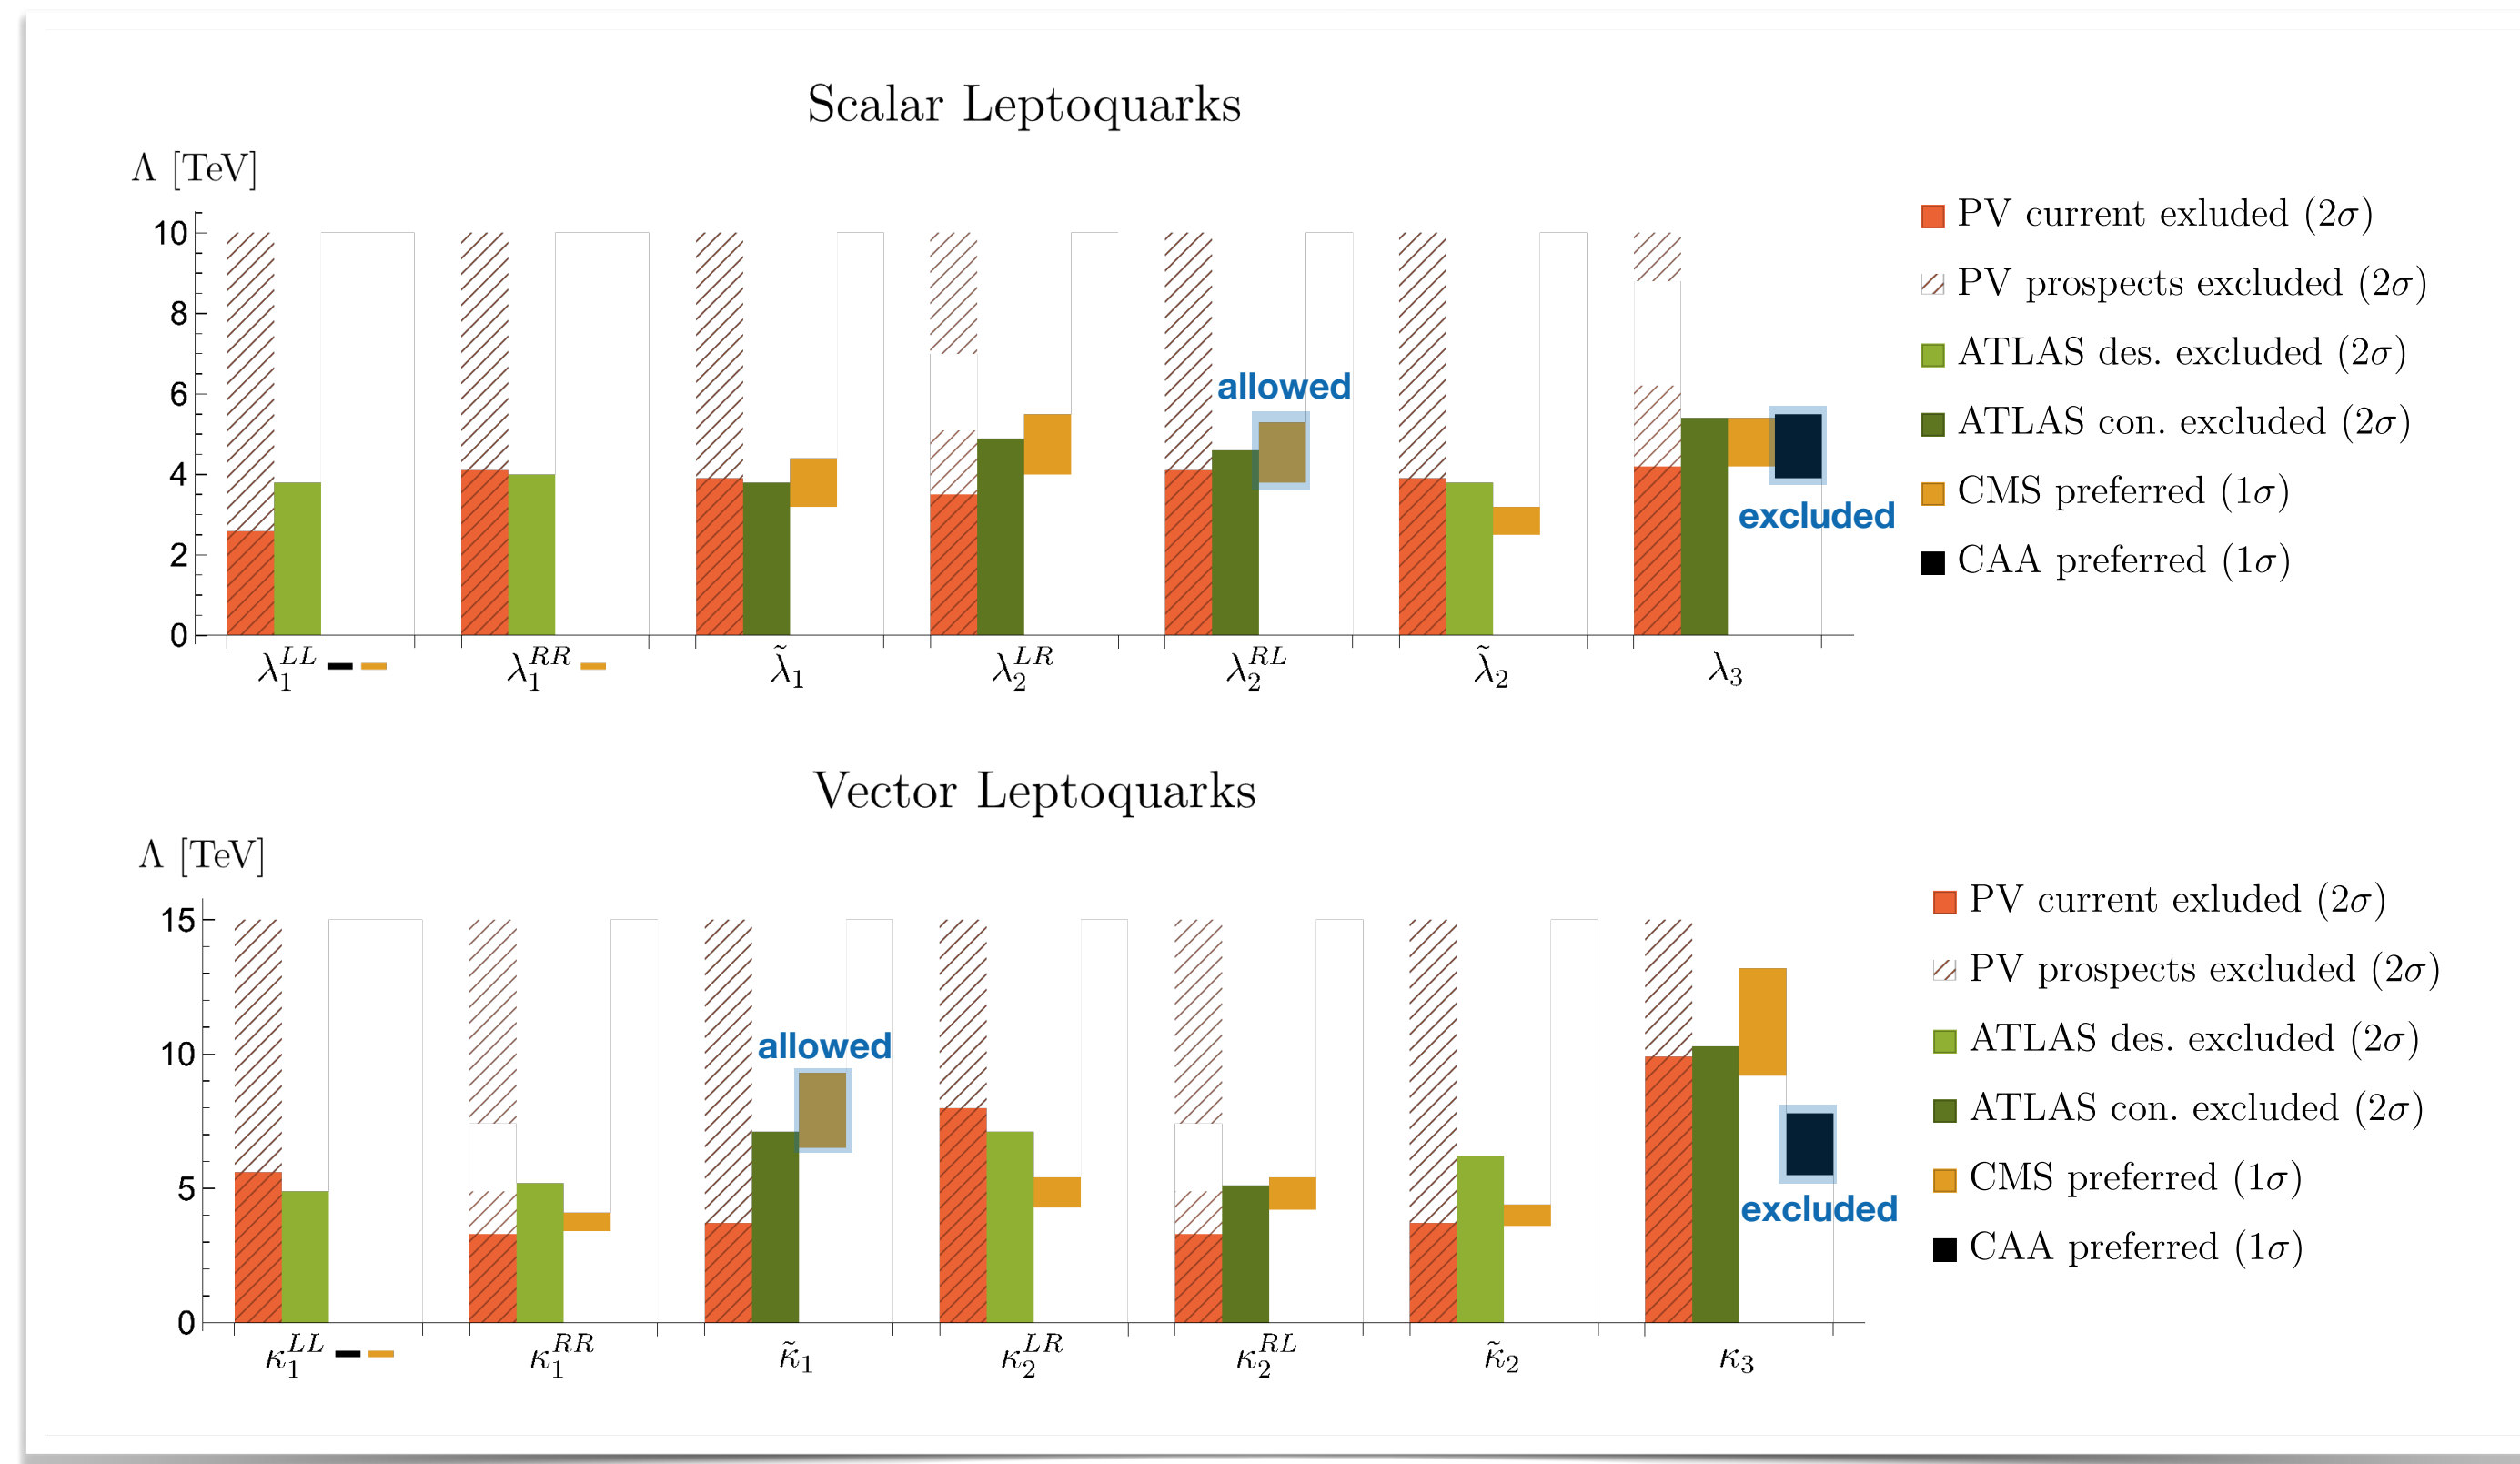 Scalar Leptoquarks
Λ [TeV]
10
8
6
4
2
0
allowed
excluded
λ₁^{LL}
λ₁^{RR}
λ̃₁
λ₂^{LR}
λ₂^{RL}
λ̃₂
λ₃
PV current exluded (2σ)
PV prospects excluded (2σ)
ATLAS des. excluded (2σ)
ATLAS con. excluded (2σ)
CMS preferred (1σ)
CAA preferred (1σ)
Vector Leptoquarks
Λ [TeV]
15
10
5
0
allowed
excluded
κ₁^{LL}
κ₁^{RR}
κ̃₁
κ₂^{LR}
κ₂^{RL}
κ̃₂
κ₃
PV current exluded (2σ)
PV prospects excluded (2σ)
ATLAS des. excluded (2σ)
ATLAS con. excluded (2σ)
CMS preferred (1σ)
CAA preferred (1σ)